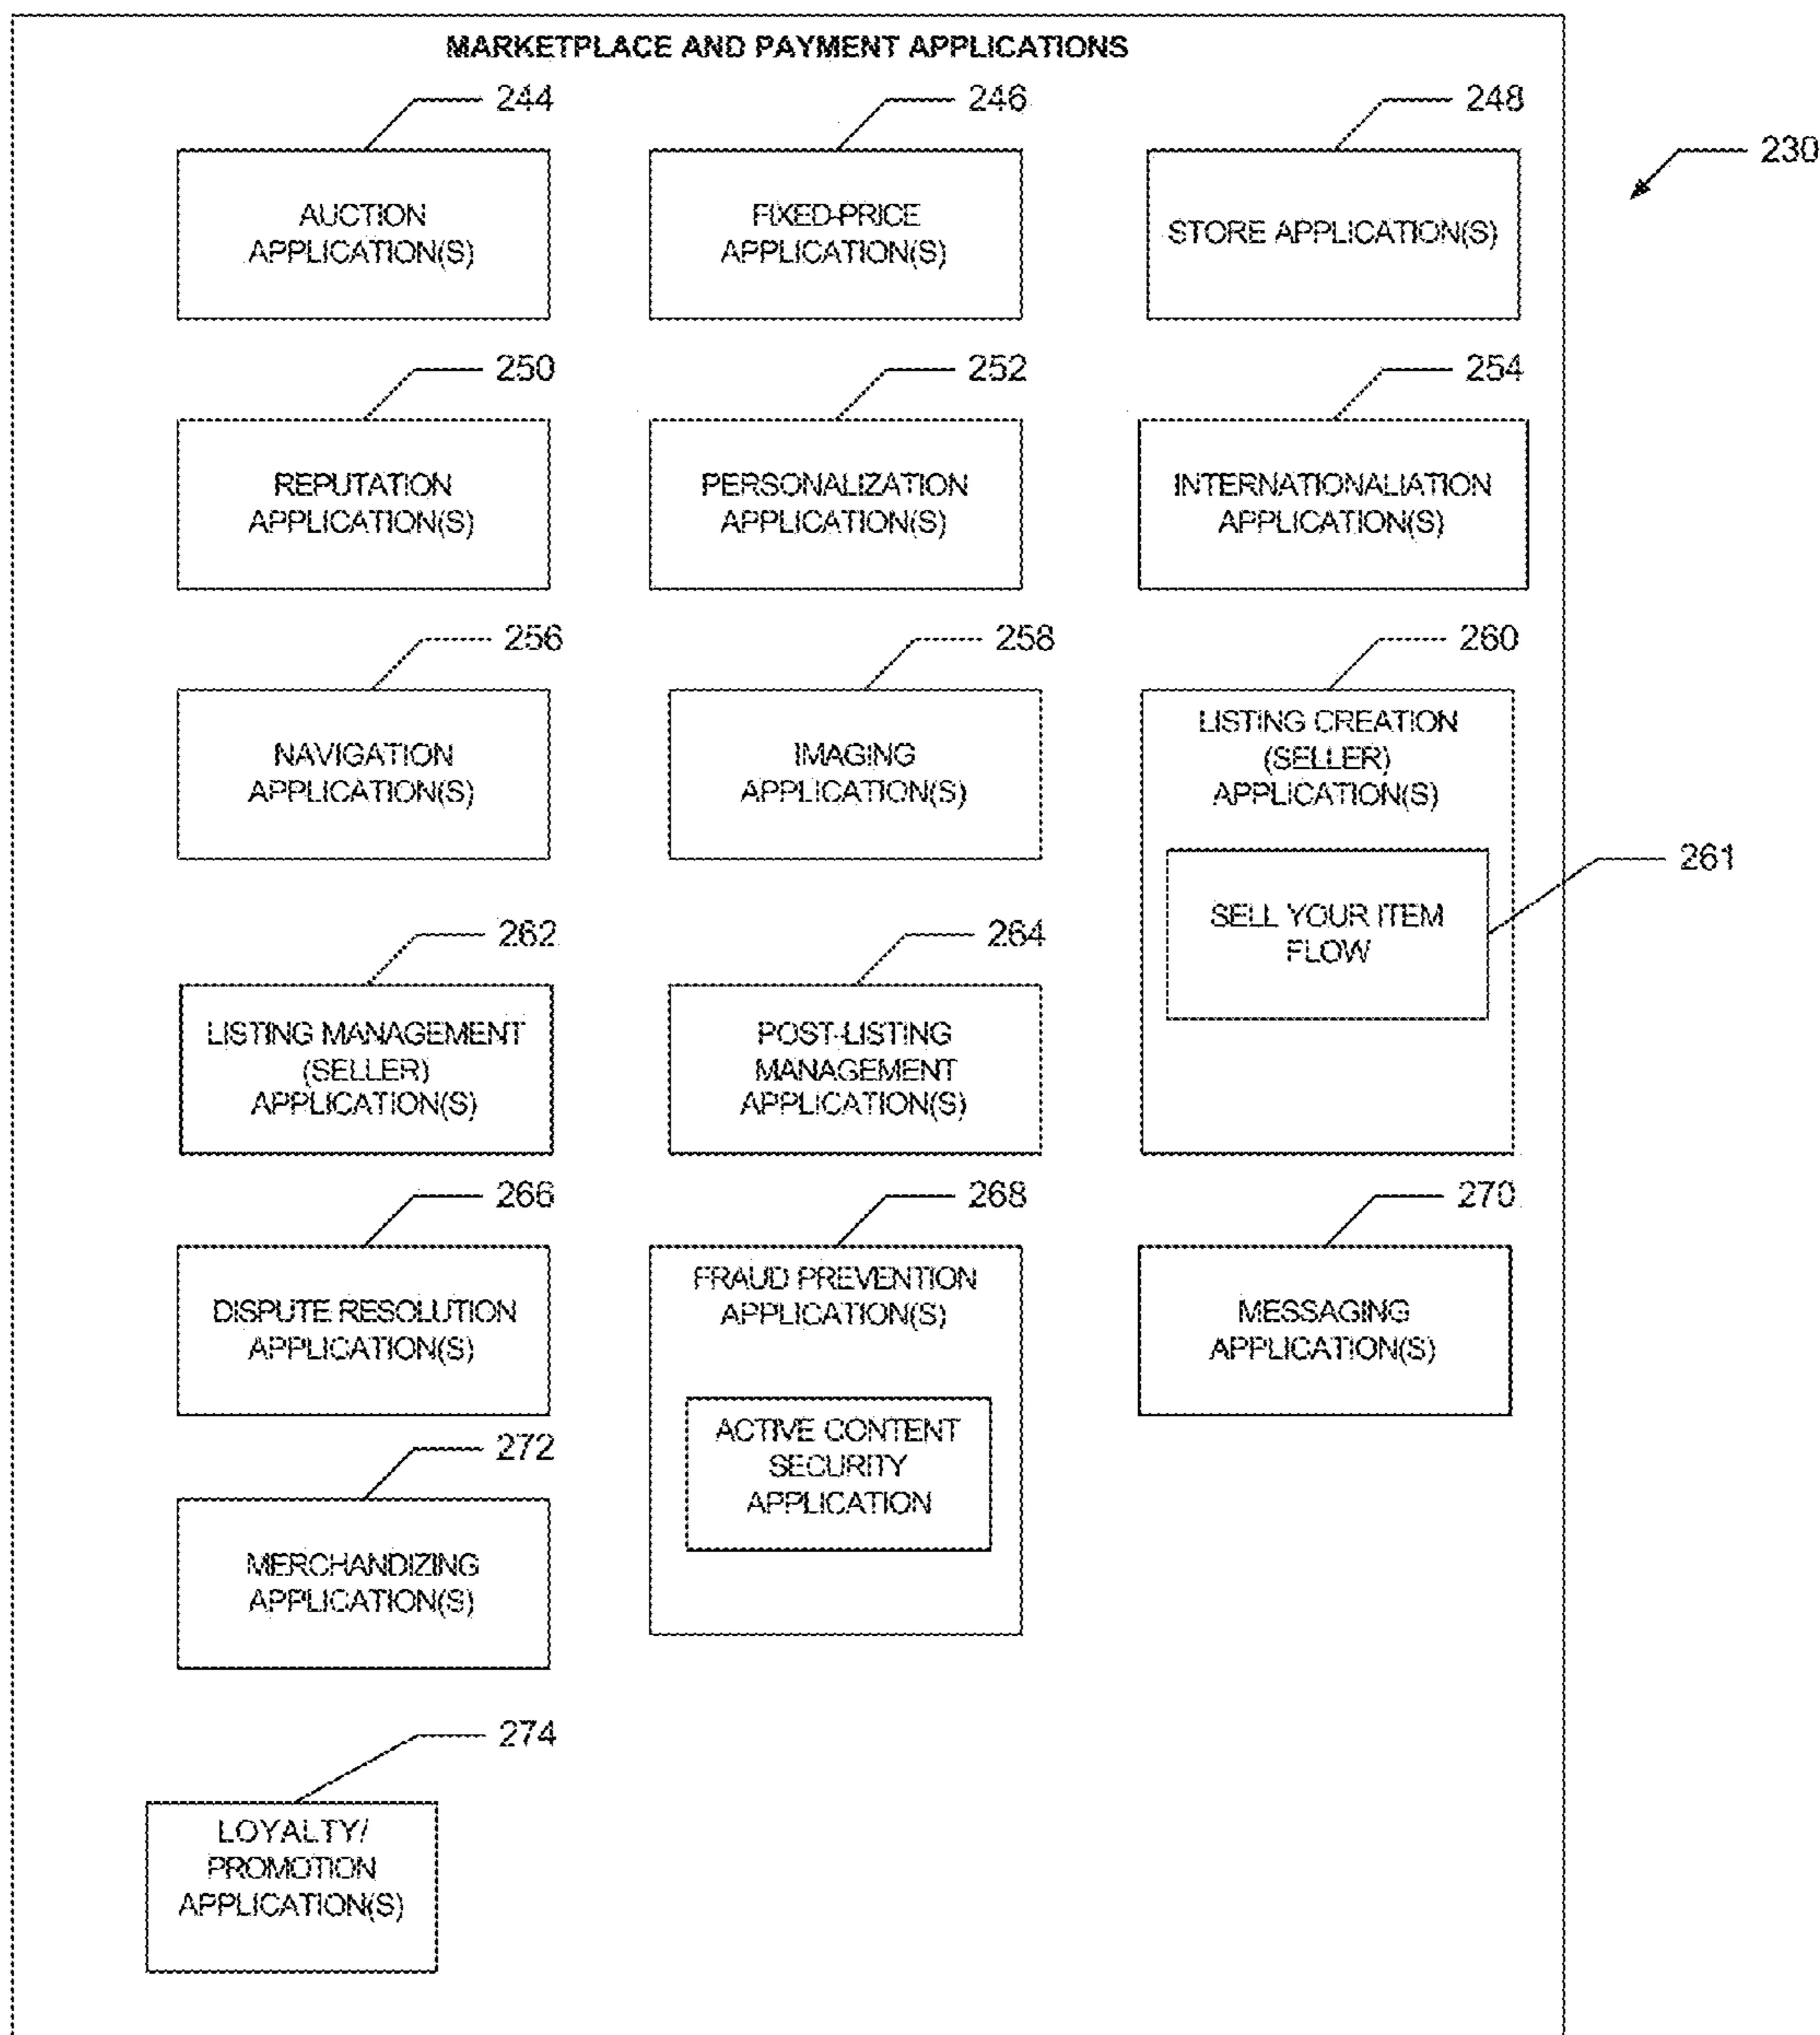 MARKETPLACE AND PAYMENT APPLICATIONS
230
244
AUCTION
APPLICATION(S)
246
FIXED-PRICE
APPLICATION(S)
248
STORE APPLICATION(S)
250
REPUTATION
APPLICATION(S)
252
PERSONALIZATION
APPLICATION(S)
254
INTERNATIONALIATION
APPLICATION(S)
256
NAVIGATION
APPLICATION(S)
258
IMAGING
APPLICATION(S)
260
LISTING CREATION
(SELLER)
APPLICATION(S)
261
SELL YOUR ITEM
FLOW
262
LISTING MANAGEMENT
(SELLER)
APPLICATION(S)
264
POST-LISTING
MANAGEMENT
APPLICATION(S)
266
DISPUTE RESOLUTION
APPLICATION(S)
268
FRAUD PREVENTION
APPLICATION(S)
ACTIVE CONTENT
SECURITY
APPLICATION
270
MESSAGING
APPLICATION(S)
272
MERCHANDIZING
APPLICATION(S)
274
LOYALTY/
PROMOTION
APPLICATION(S)